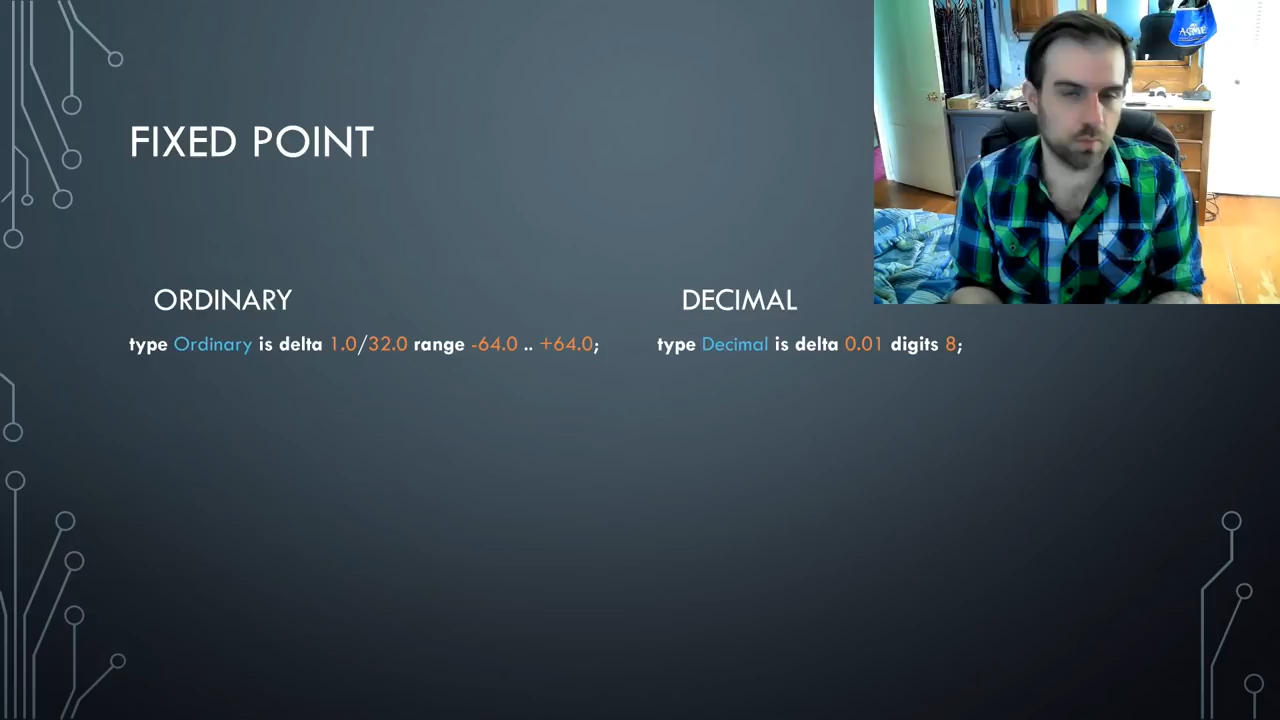 FIXED POINT
ORDINARY
type Ordinary is delta 1.0/32.0 range -64.0 .. +64.0;
DECIMAL
type Decimal is delta 0.01 digits 8;
ACME